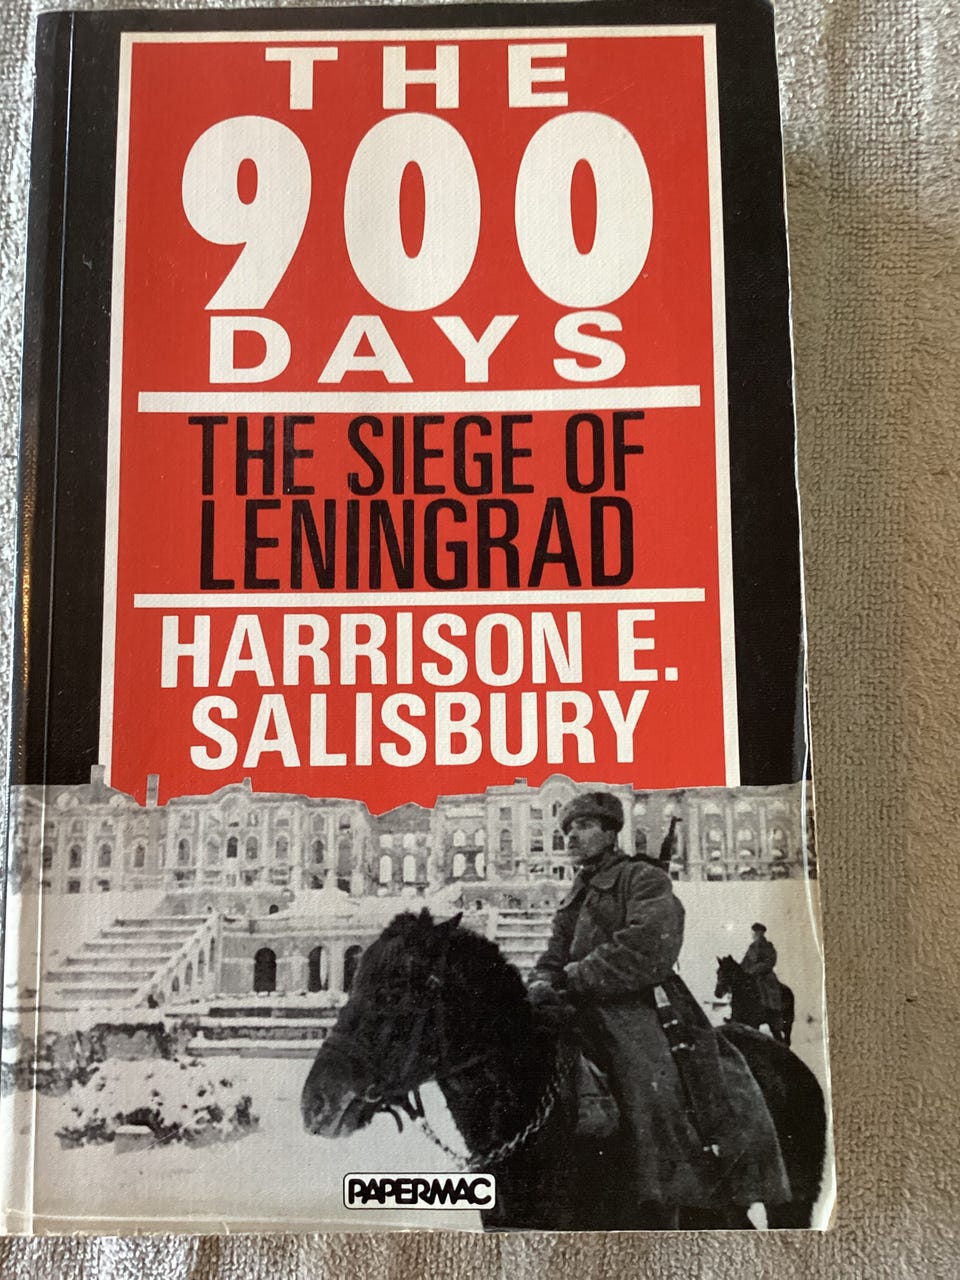 THE
900
DAYS
THE SIEGE OF
LENINGRAD
HARRISON E.
SALISBURY
PAPERMAC